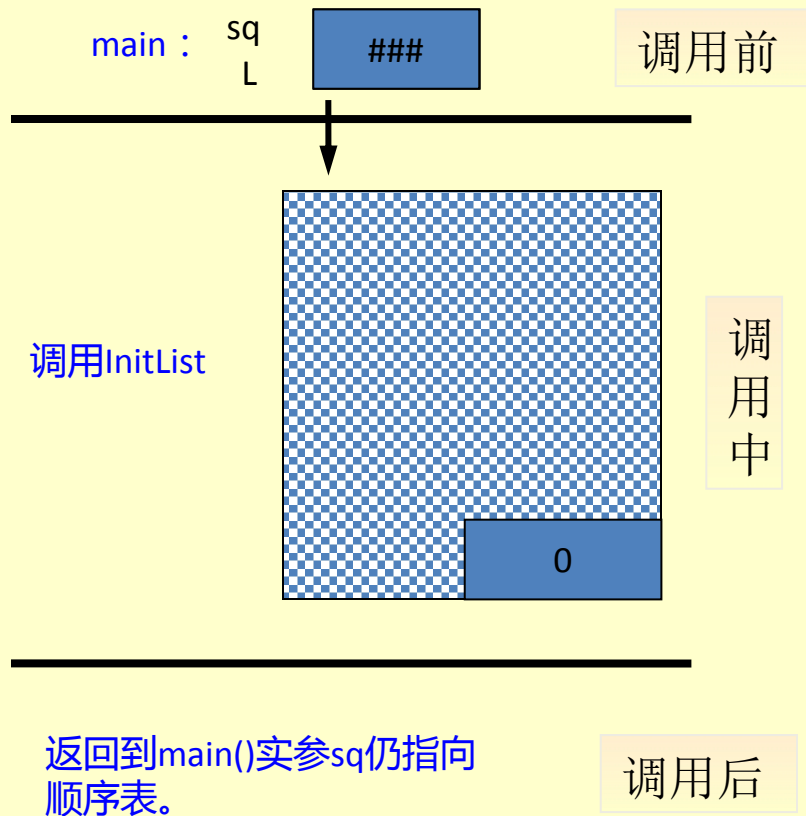 main： sq
L
###
调用前
调用InitList
调
用
中
0
返回到main()实参sq仍指向
顺序表。
调用后